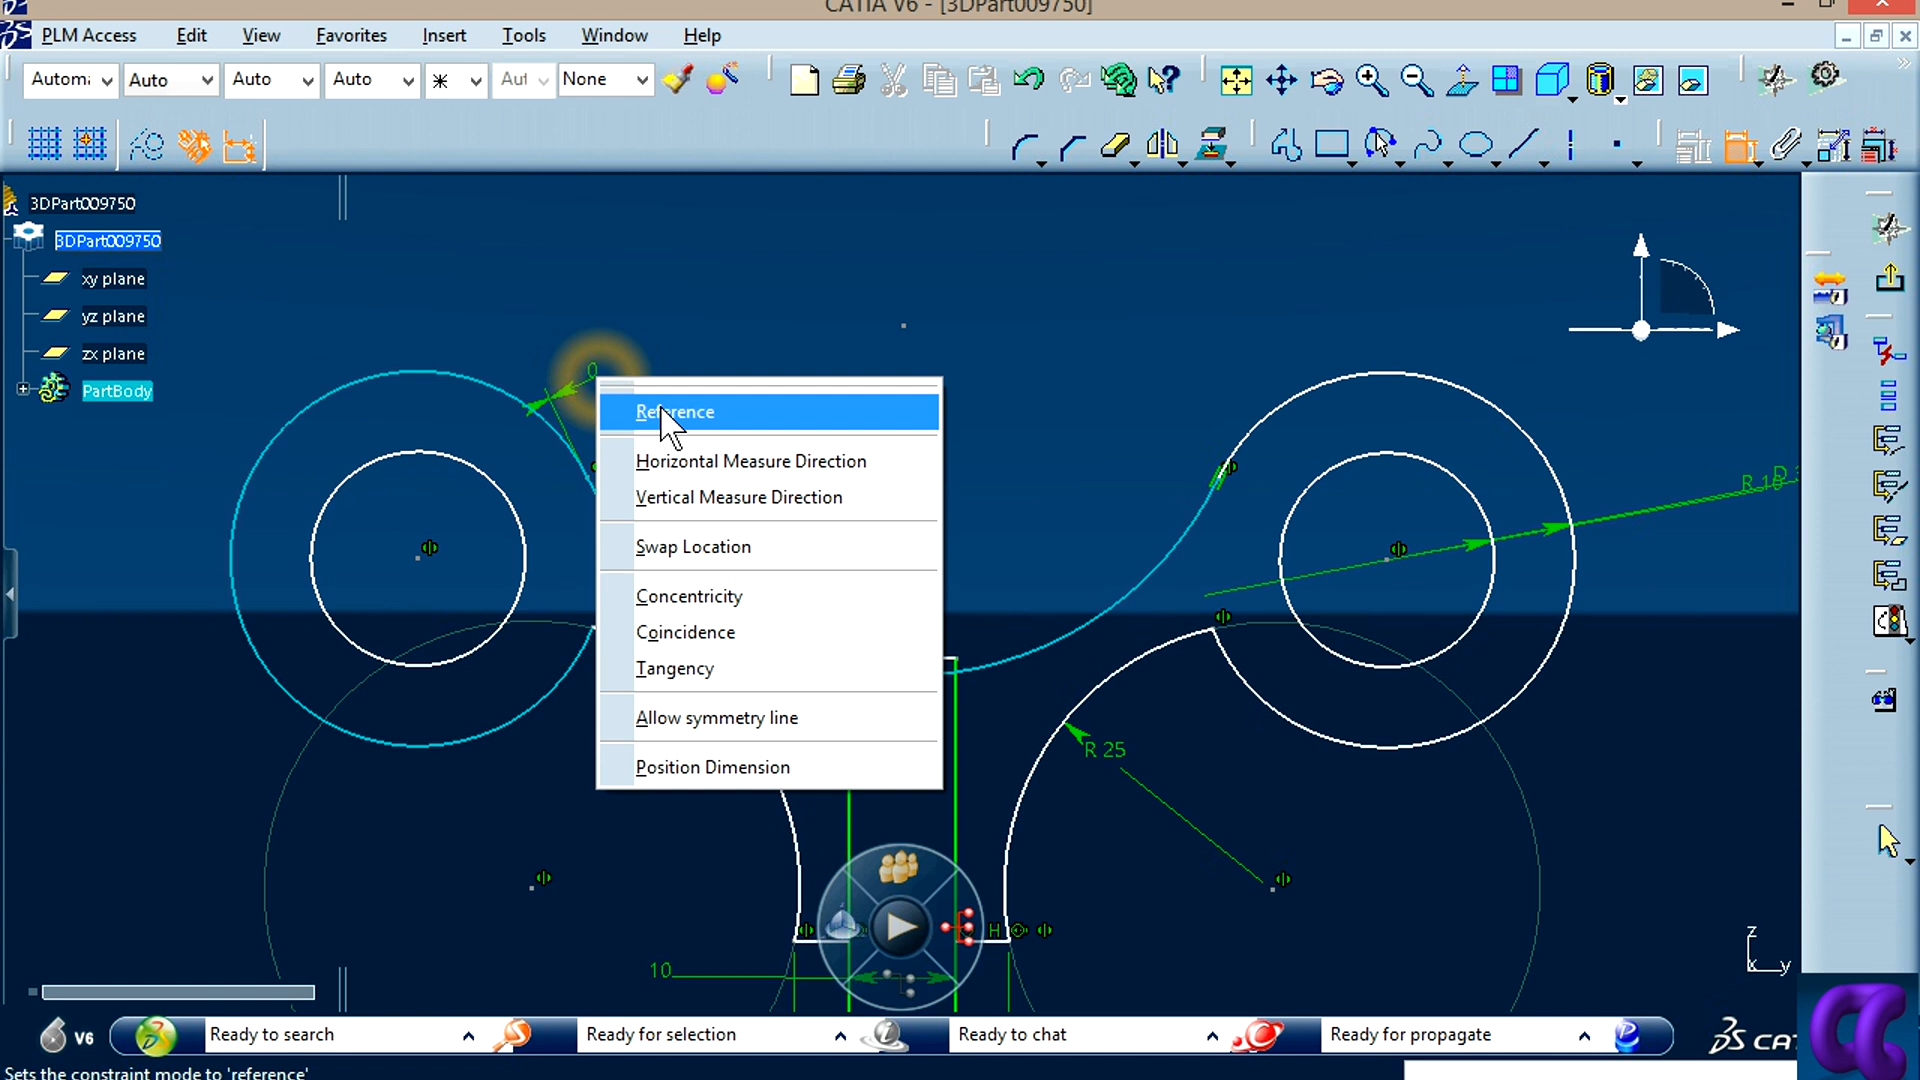 CATIA V6 - [3DPart009750]
PLM Access Edit View Favorites Insert Tools Window Help
Auto Auto Auto Aut None
3DPart009750
3DPart009750
xy plane
yz plane
zx plane
PartBody
0
Reference
Horizontal Measure Direction
Vertical Measure Direction
Swap Location
Concentricity
Coincidence
Tangency
Allow symmetry line
Position Dimension
R 25
10
H
z
y
V6
Ready to search
Ready for selection
Ready to chat
Ready for propagate
Sets the constraint mode to 'reference'